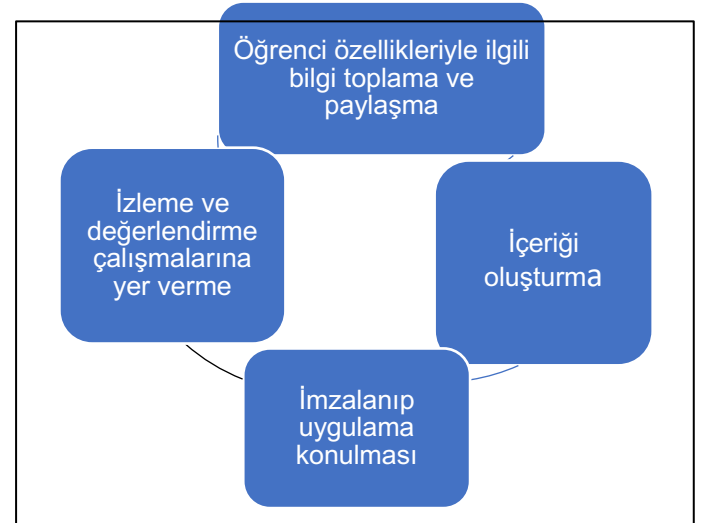 Öğrenci özellikleriyle ilgili
bilgi toplama ve
paylaşma
İçeriği
oluşturma
İmzalanıp
uygulama
konulması
İzleme ve
değerlendirme
çalışmalarına
yer verme